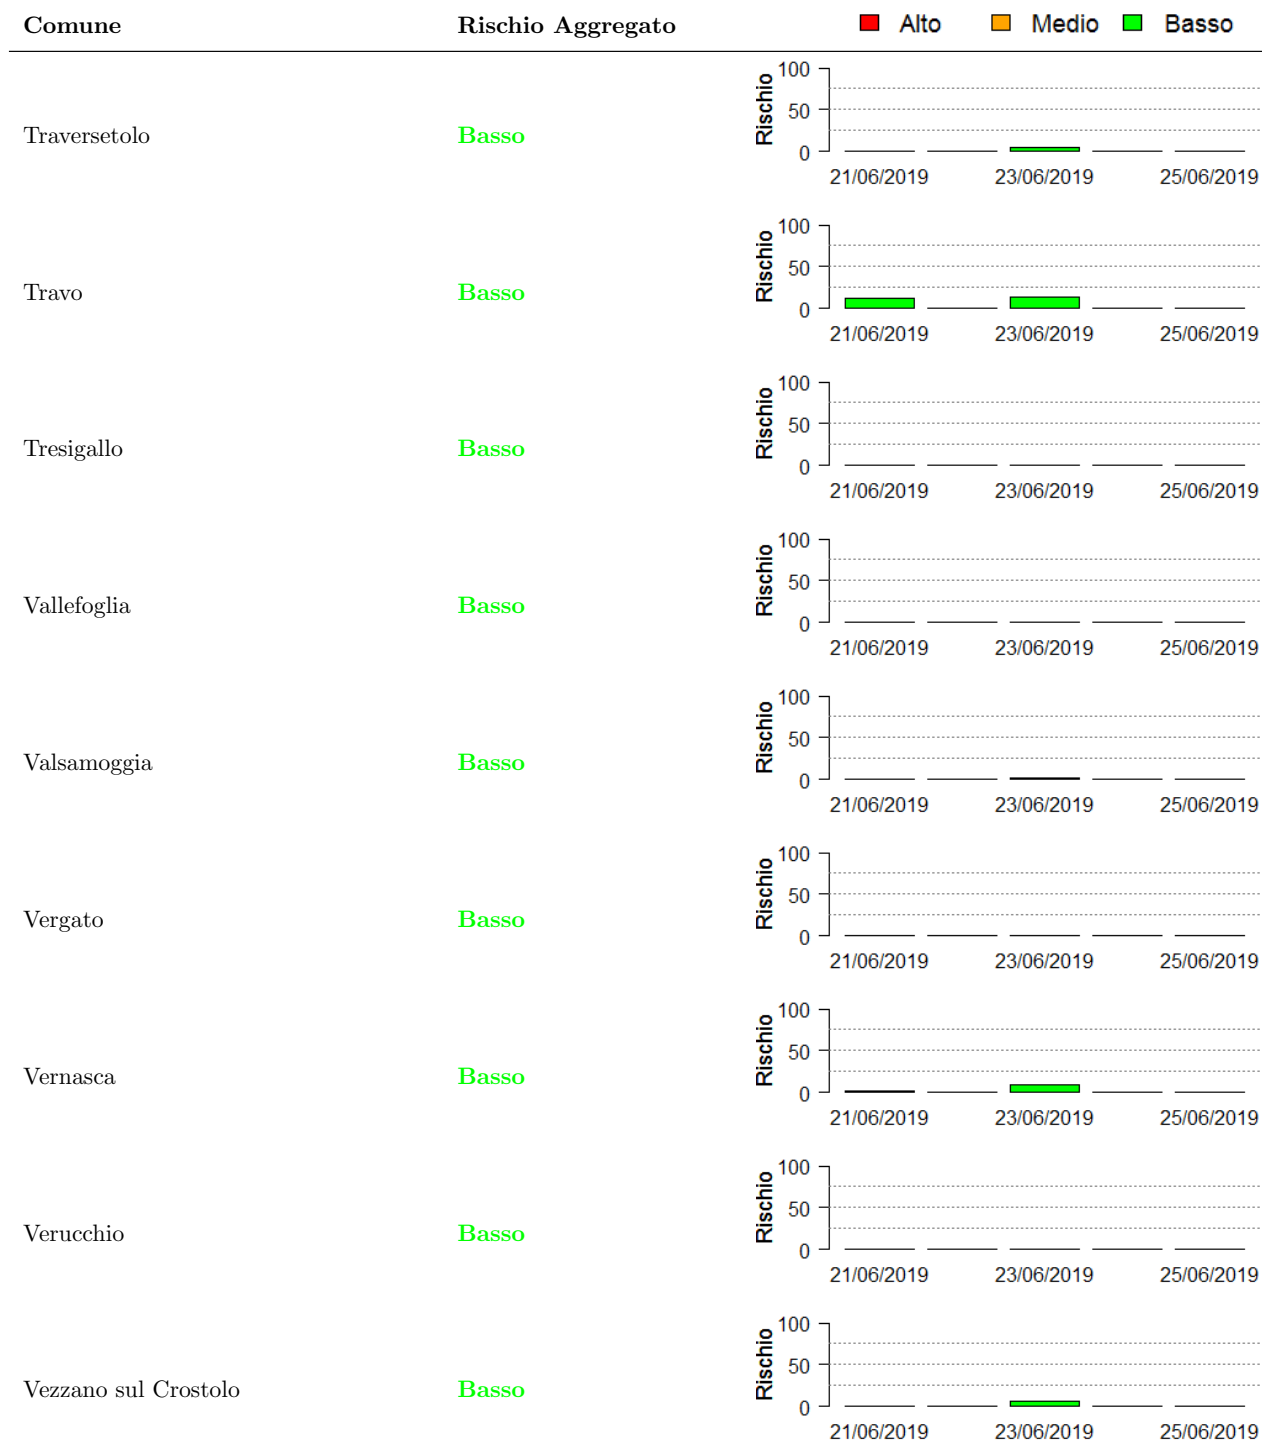 Comune Rischio Aggregato Alto Medio Basso
100
50
0
Rischio
Traversetolo Basso
21/06/2019 23/06/2019 25/06/2019
100
50
0
Rischio
Travo Basso
21/06/2019 23/06/2019 25/06/2019
100
50
0
Rischio
Tresigallo Basso
21/06/2019 23/06/2019 25/06/2019
100
50
0
Rischio
Vallefoglia Basso
21/06/2019 23/06/2019 25/06/2019
100
50
0
Rischio
Valsamoggia Basso
21/06/2019 23/06/2019 25/06/2019
100
50
0
Rischio
Vergato Basso
21/06/2019 23/06/2019 25/06/2019
100
50
0
Rischio
Vernasca Basso
21/06/2019 23/06/2019 25/06/2019
100
50
0
Rischio
Verucchio Basso
21/06/2019 23/06/2019 25/06/2019
100
50
0
Rischio
Vezzano sul Crostolo Basso
21/06/2019 23/06/2019 25/06/2019